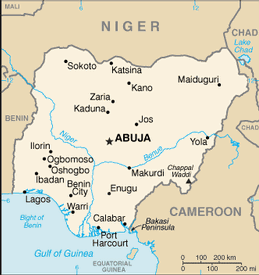 NIGER
CHAD
Lake
Chad
Sokoto
Katsina
Kano
Maiduguri
Zaria
Kaduna
Jos
BENIN
Niger
ABUJA
Yola
Benue
Ilorin
Ogbomoso
Oshogbo
Ibadan
Makurdi
Chappal
Waddi
Benin
City
Enugu
Lagos
Warri
CAMEROON
Bight of
Benin
Calabar
Bakasi
Peninsula
Port
Harcourt
Gulf of Guinea
EQUATORIAL
GUINEA
0 100 200 km
0 100 200 mi